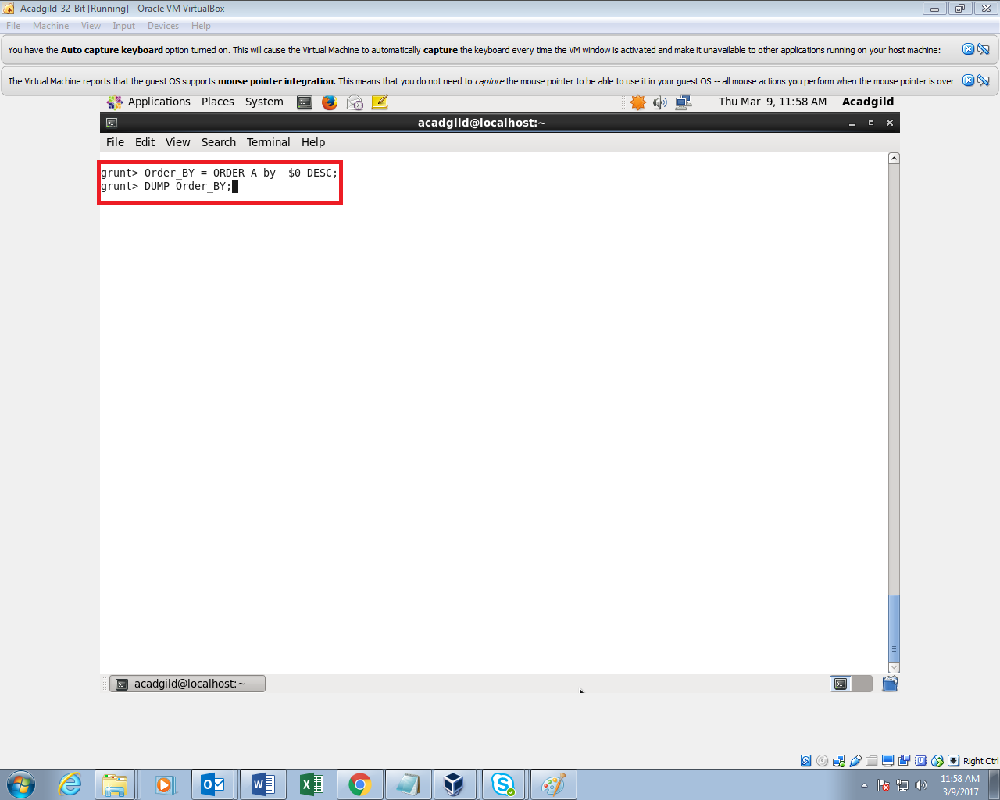 Acadgild_32_Bit [Running] - Oracle VM VirtualBox
File Machine View Input Devices Help
You have the Auto capture keyboard option turned on. This will cause the Virtual Machine to automatically capture the keyboard every time the VM window is activated and make it unavailable to other applications running on your host machine:
The Virtual Machine reports that the guest OS supports mouse pointer integration. This means that you do not need to capture the mouse pointer to be able to use it in your guest OS -- all mouse actions you perform when the mouse pointer is over
Applications Places System Thu Mar 9, 11:58 AM Acadgild
acadgild@localhost:~
File Edit View Search Terminal Help
grunt> Order_BY = ORDER A by  $0 DESC;
grunt> DUMP Order_BY;
acadgild@localhost:~
Right Ctrl
11:58 AM
3/9/2017